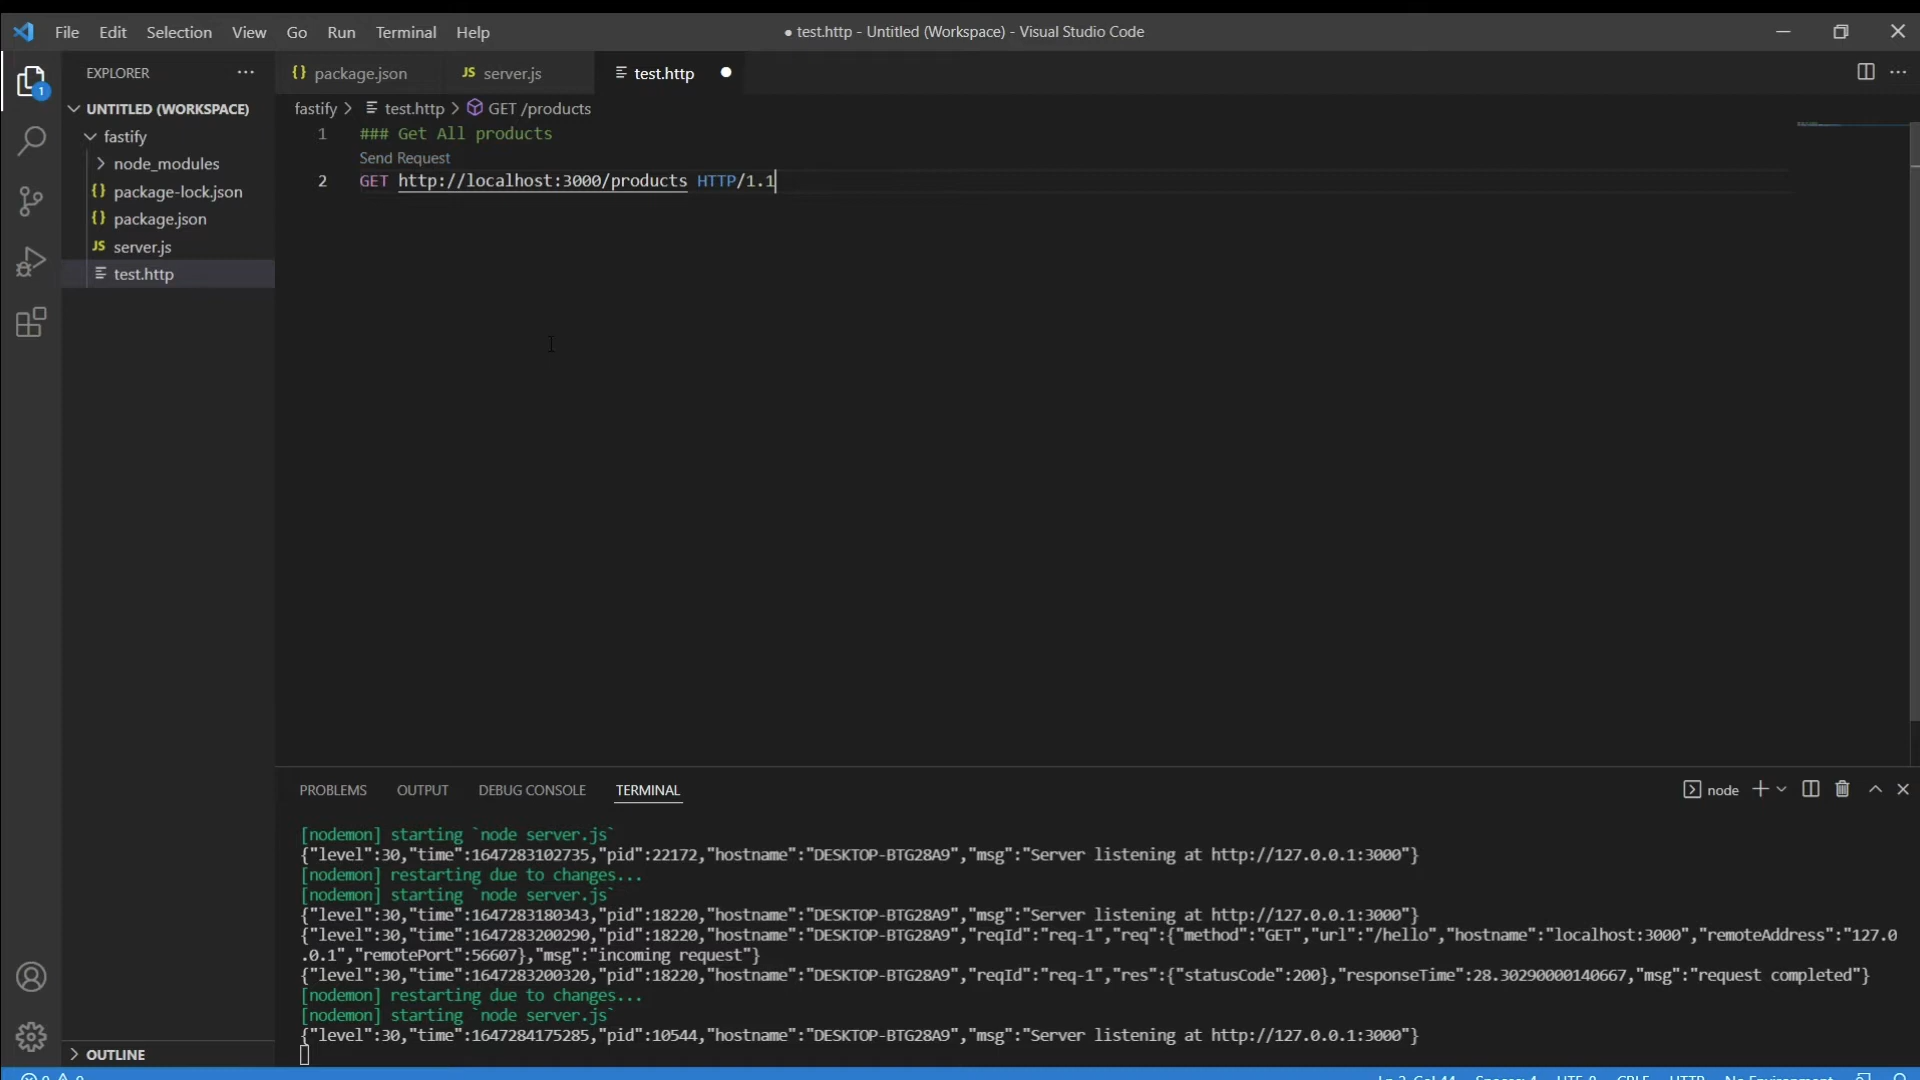 File Edit Selection View Go Run Terminal Help
● test.http - Untitled (Workspace) - Visual Studio Code
EXPLORER
{} package.json
JS server.js
test.http
1
UNTITLED (WORKSPACE)
fastify
node_modules
{} package-lock.json
{} package.json
JS server.js
test.http
OUTLINE
fastify > test.http > GET /products
1 ### Get All products
Send Request
2 GET http://localhost:3000/products HTTP/1.1
PROBLEMS OUTPUT DEBUG CONSOLE TERMINAL
node
[nodemon] starting `node server.js`
{"level":30,"time":1647283102735,"pid":22172,"hostname":"DESKTOP-BTG28A9","msg":"Server listening at http://127.0.0.1:3000"}
[nodemon] restarting due to changes...
[nodemon] starting `node server.js`
{"level":30,"time":1647283180343,"pid":18220,"hostname":"DESKTOP-BTG28A9","msg":"Server listening at http://127.0.0.1:3000"}
{"level":30,"time":1647283200290,"pid":18220,"hostname":"DESKTOP-BTG28A9","reqId":"req-1","req":{"method":"GET","url":"/hello","hostname":"localhost:3000","remoteAddress":"127.0
.0.1","remotePort":56607},"msg":"incoming request"}
{"level":30,"time":1647283200320,"pid":18220,"hostname":"DESKTOP-BTG28A9","reqId":"req-1","res":{"statusCode":200},"responseTime":28.30290000140667,"msg":"request completed"}
[nodemon] restarting due to changes...
[nodemon] starting `node server.js`
{"level":30,"time":1647284175285,"pid":10544,"hostname":"DESKTOP-BTG28A9","msg":"Server listening at http://127.0.0.1:3000"}